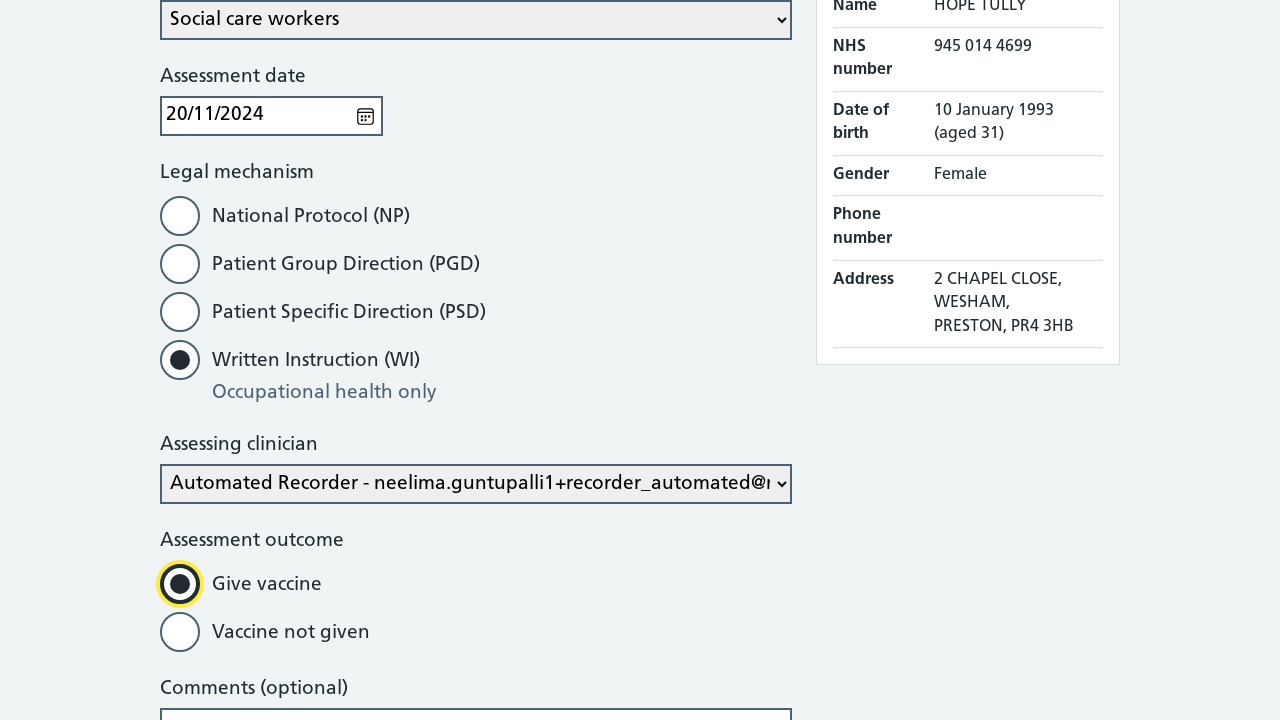 Social care workers
Assessment date
20/11/2024
Legal mechanism
National Protocol (NP)
Patient Group Direction (PGD)
Patient Specific Direction (PSD)
Written Instruction (WI)
Occupational health only
Assessing clinician
Automated Recorder - neelima.guntupalli1+recorder_automated@
Assessment outcome
Give vaccine
Vaccine not given
Comments (optional)
Name HOPE TULLY
NHS number 945 014 4699
Date of birth 10 January 1993 (aged 31)
Gender Female
Phone number
Address 2 CHAPEL CLOSE,
WESHAM,
PRESTON, PR4 3HB